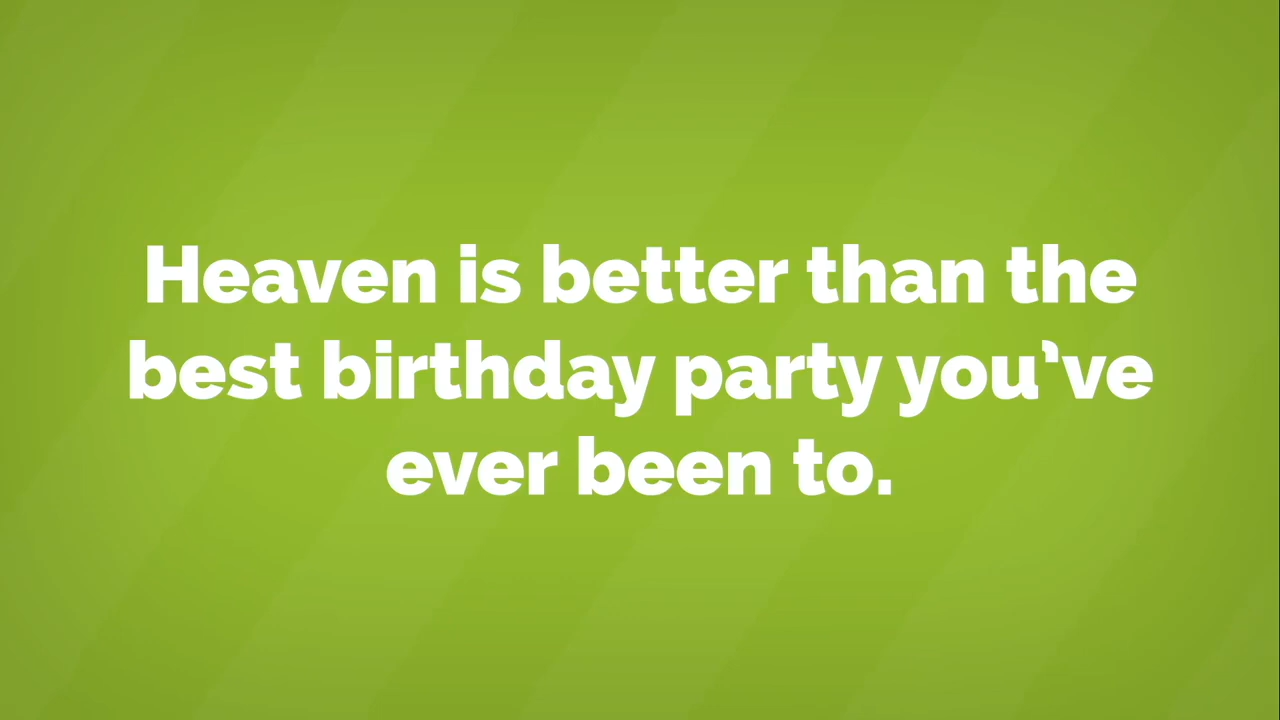 Heaven is better than the
best birthday party you’ve
ever been to.